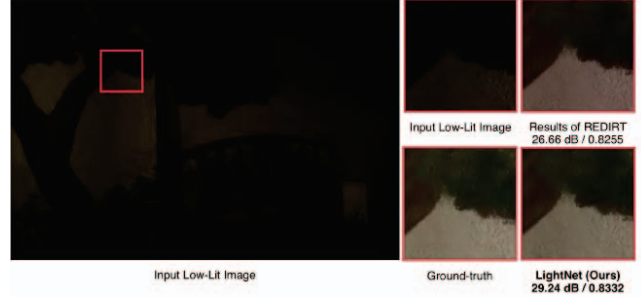 Input Low-Lit Image
Results of REDIRT
26.66 dB / 0.8255
Ground-truth
LightNet (Ours)
29.24 dB / 0.8332
Input Low-Lit Image